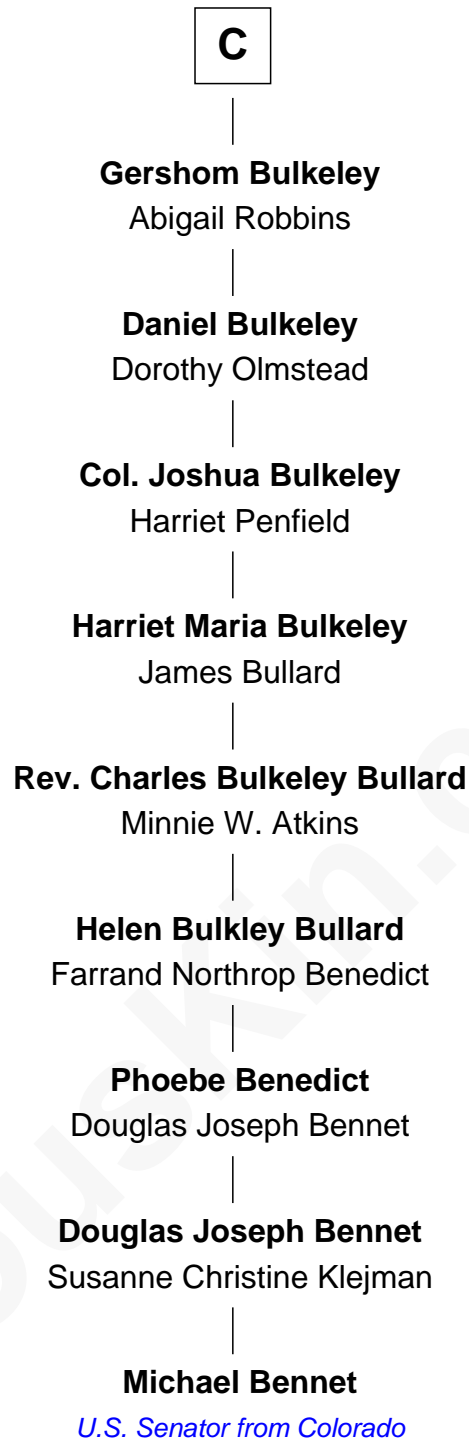 C
Gershom Bulkeley
Abigail Robbins
Daniel Bulkeley
Dorothy Olmstead
Col. Joshua Bulkeley
Harriet Penfield
Harriet Maria Bulkeley
James Bullard
Rev. Charles Bulkeley Bullard
Minnie W. Atkins
Helen Bulkley Bullard
Farrand Northrop Benedict
Phoebe Benedict
Douglas Joseph Bennet
Douglas Joseph Bennet
Susanne Christine Klejman
Michael Bennet
U.S. Senator from Colorado